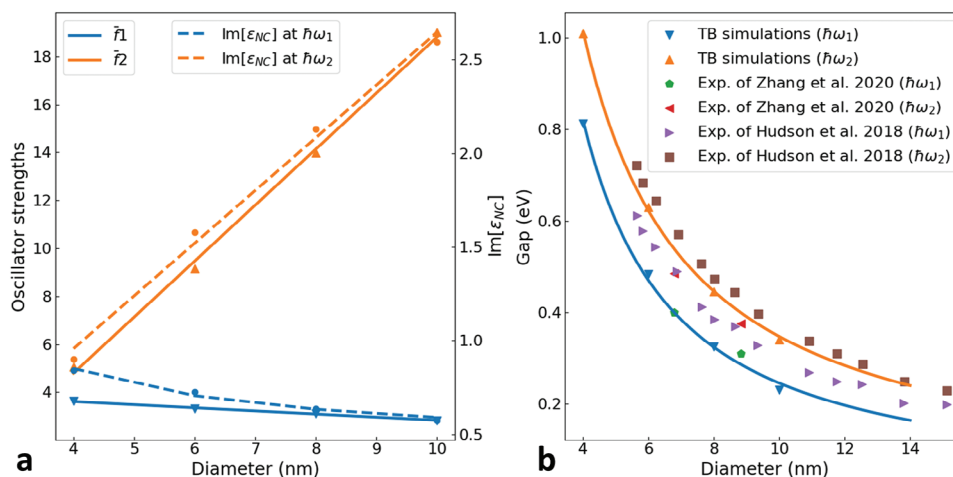 f̄1
f̄2
Im[εNC] at ħω1
Im[εNC] at ħω2
18
16
14
12
10
8
6
4
Oscillator strengths
2.5
2.0
1.5
1.0
0.5
Im[εNC]
4 5 6 7 8 9 10
Diameter (nm)
a
TB simulations (ħω1)
TB simulations (ħω2)
Exp. of Zhang et al. 2020 (ħω1)
Exp. of Zhang et al. 2020 (ħω2)
Exp. of Hudson et al. 2018 (ħω1)
Exp. of Hudson et al. 2018 (ħω2)
1.0
0.8
0.6
0.4
0.2
Gap (eV)
4 6 8 10 12 14
Diameter (nm)
b